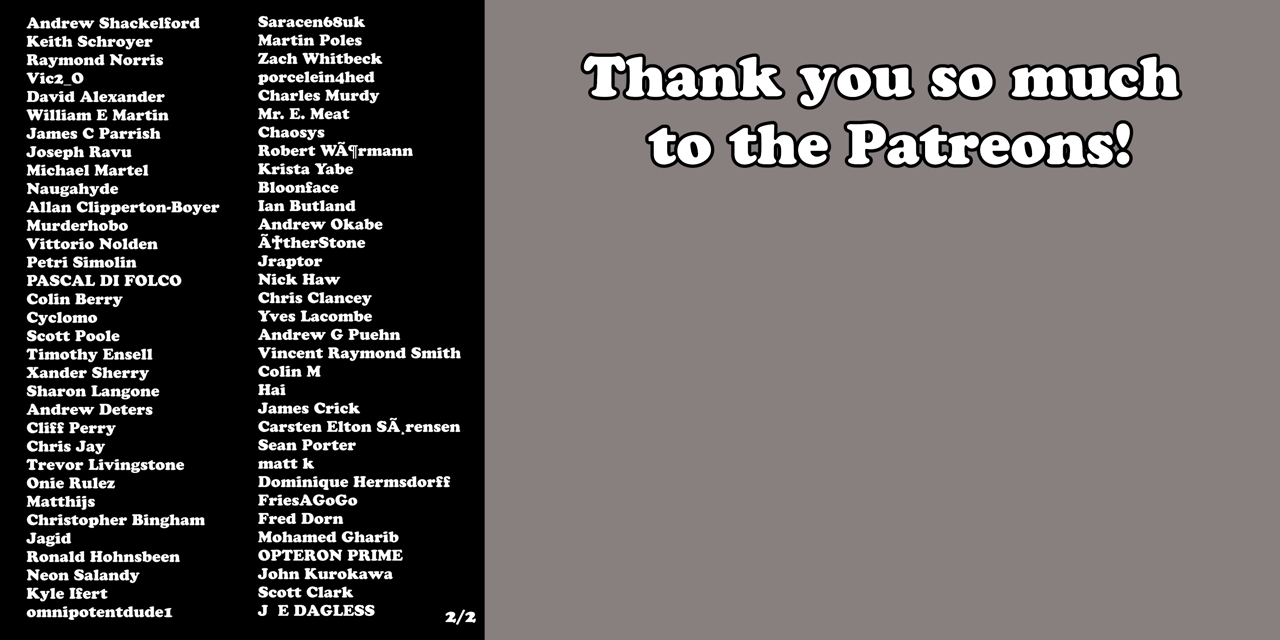 Andrew Shackelford
Keith Schroyer
Raymond Norris
Vic2_O
David Alexander
William E Martin
James C Parrish
Joseph Ravu
Michael Martel
Naugahyde
Allan Clipperton-Boyer
Murderhobo
Vittorio Nolden
Petri Simolin
PASCAL DI FOLCO
Colin Berry
Cyclomo
Scott Poole
Timothy Ensell
Xander Sherry
Sharon Langone
Andrew Deters
Cliff Perry
Chris Jay
Trevor Livingstone
Onie Rulez
Matthijs
Christopher Bingham
Jagid
Ronald Hohnsbeen
Neon Salandy
Kyle Ifert
omnipotentdude1
Saracen68uk
Martin Poles
Zach Whitbeck
porcelein4hed
Charles Murdy
Mr. E. Meat
Chaosys
Robert WÃ¶rmann
Krista Yabe
Bloonface
Ian Butland
Andrew Okabe
Ã†therStone
Jraptor
Nick Haw
Chris Clancey
Yves Lacombe
Andrew G Puehn
Vincent Raymond Smith
Colin M
Hai
James Crick
Carsten Elton SÃ¸rensen
Sean Porter
matt k
Dominique Hermsdorff
FriesAGoGo
Fred Dorn
Mohamed Gharib
OPTERON PRIME
John Kurokawa
Scott Clark
J  E DAGLESS
2/2
Thank you so much
to the Patreons!